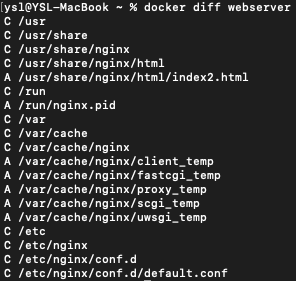 [ysl@YSL-MacBook ~ % docker diff webserver
C /usr
C /usr/share
C /usr/share/nginx
C /usr/share/nginx/html
A /usr/share/nginx/html/index2.html
C /run
A /run/nginx.pid
C /var
C /var/cache
C /var/cache/nginx
A /var/cache/nginx/client_temp
A /var/cache/nginx/fastcgi_temp
A /var/cache/nginx/proxy_temp
A /var/cache/nginx/scgi_temp
A /var/cache/nginx/uwsgi_temp
C /etc
C /etc/nginx
C /etc/nginx/conf.d
C /etc/nginx/conf.d/default.conf